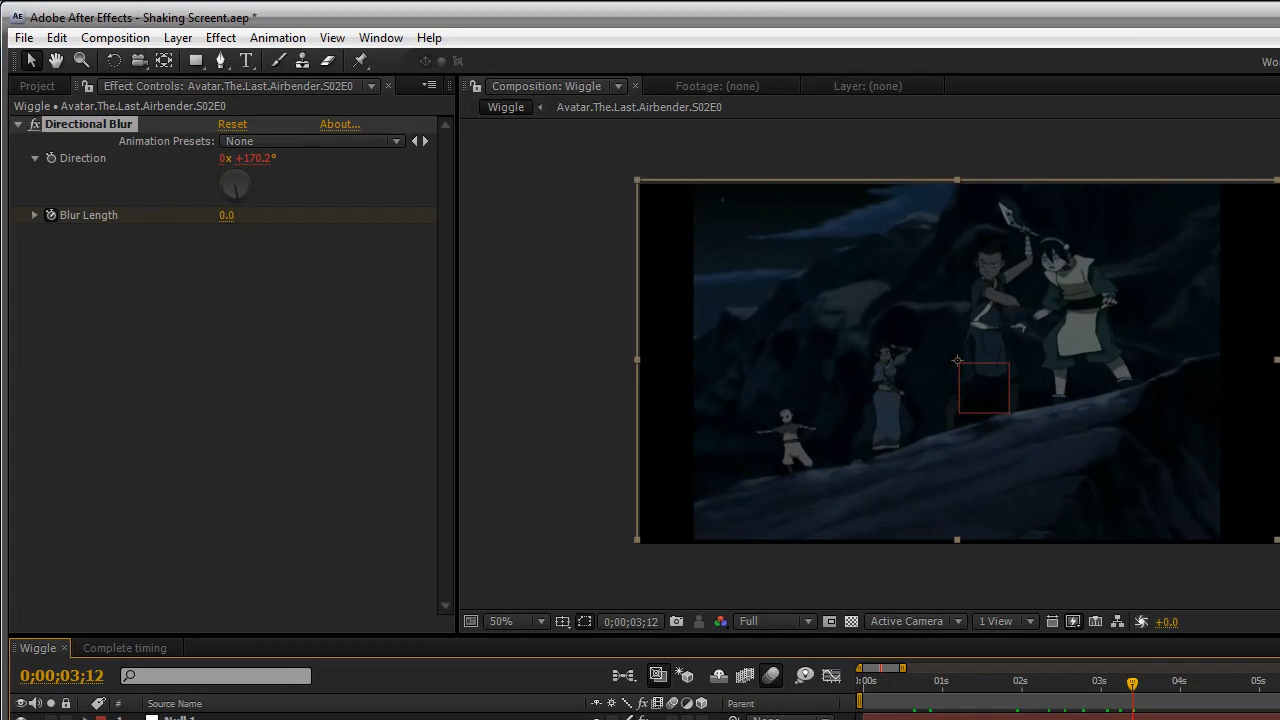 Adobe After Effects - Shaking Screent.aep *
File Edit Composition Layer Effect Animation View Window Help
Project
Effect Controls: Avatar.The.Last.Airbender.S02E0
Composition: Wiggle
Footage: (none)
Layer: (none)
Wiggle • Avatar.The.Last.Airbender.S02E0
Wiggle
Avatar.The.Last.Airbender.S02E0
fx Directional Blur Reset About...
Animation Presets: None
Direction 0x +170.2°
Blur Length 0.0
50%
0;00;03;12
Full
Active Camera
1 View
+0.0
Wiggle
Complete timing
0;00;03;12
:00s 01s 02s 03s 04s 05s
# Source Name
Parent
1 Null 1
None